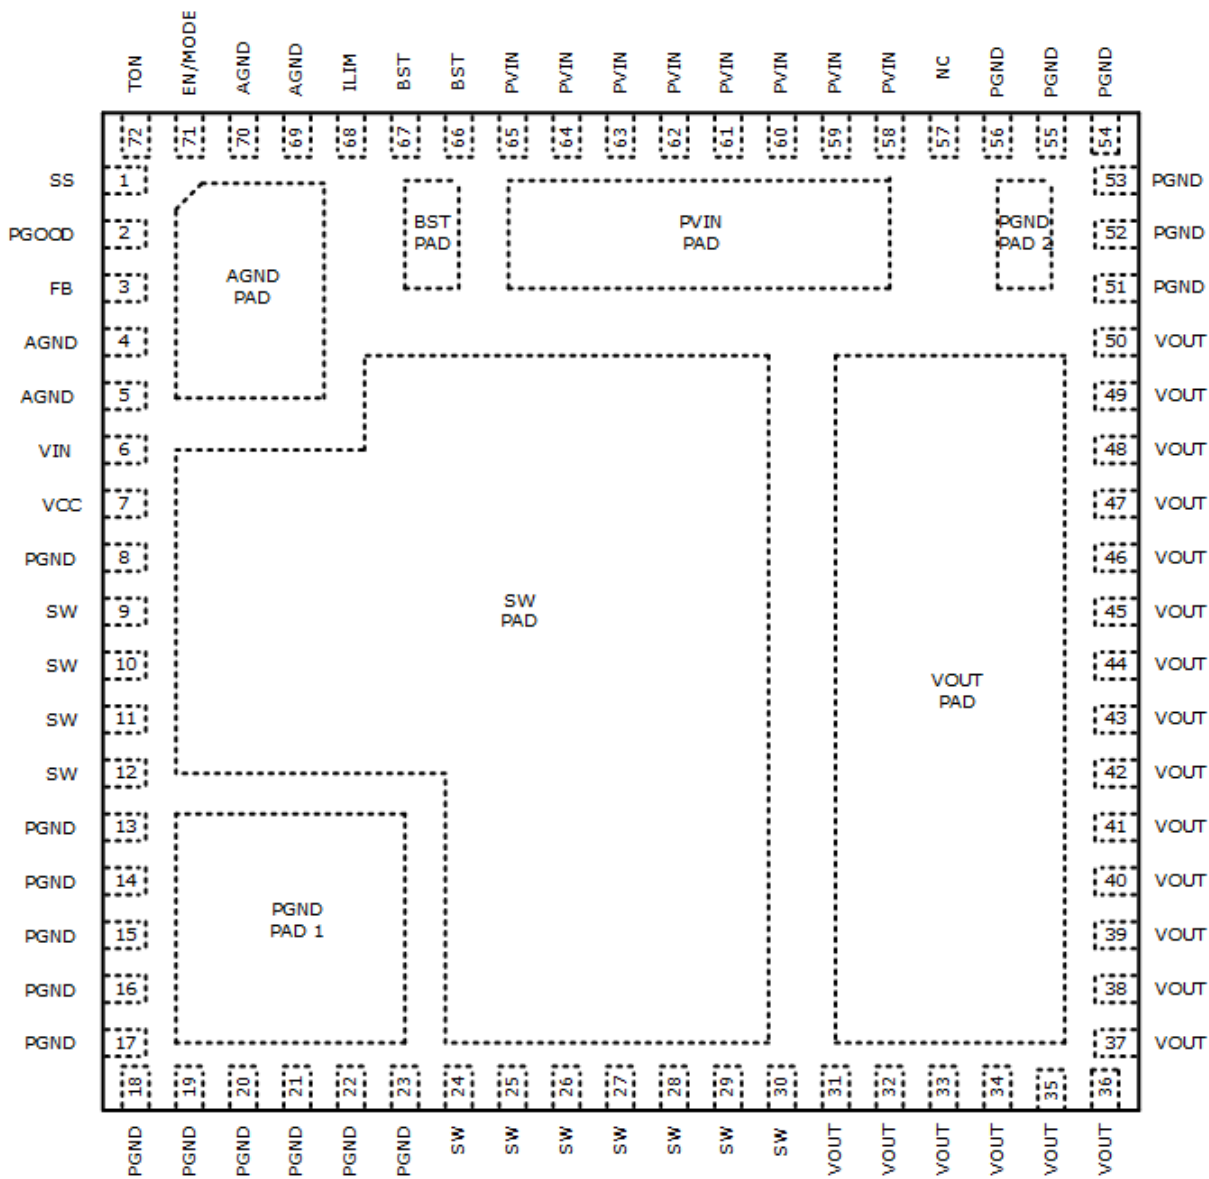 TON
EN/MODE
AGND
AGND
ILIM
BST
BST
PVIN
PVIN
PVIN
PVIN
PVIN
PVIN
PVIN
PVIN
NC
PGND
PGND
PGND
72
71
70
69
68
67
66
65
64
63
62
61
60
59
58
57
56
55
54
SS 1
PGOOD 2
FB 3
AGND 4
AGND 5
VIN 6
VCC 7
PGND 8
SW 9
SW 10
SW 11
SW 12
PGND 13
PGND 14
PGND 15
PGND 16
PGND 17
AGND
PAD
BST
PAD
PVIN
PAD
PGND
PAD 2
SW
PAD
VOUT
PAD
PGND
PAD 1
53 PGND
52 PGND
51 PGND
50 VOUT
49 VOUT
48 VOUT
47 VOUT
46 VOUT
45 VOUT
44 VOUT
43 VOUT
42 VOUT
41 VOUT
40 VOUT
39 VOUT
38 VOUT
37 VOUT
18
19
20
21
22
23
24
25
26
27
28
29
30
31
32
33
34
35
36
PGND
PGND
PGND
PGND
PGND
PGND
SW
SW
SW
SW
SW
SW
SW
VOUT
VOUT
VOUT
VOUT
VOUT
VOUT